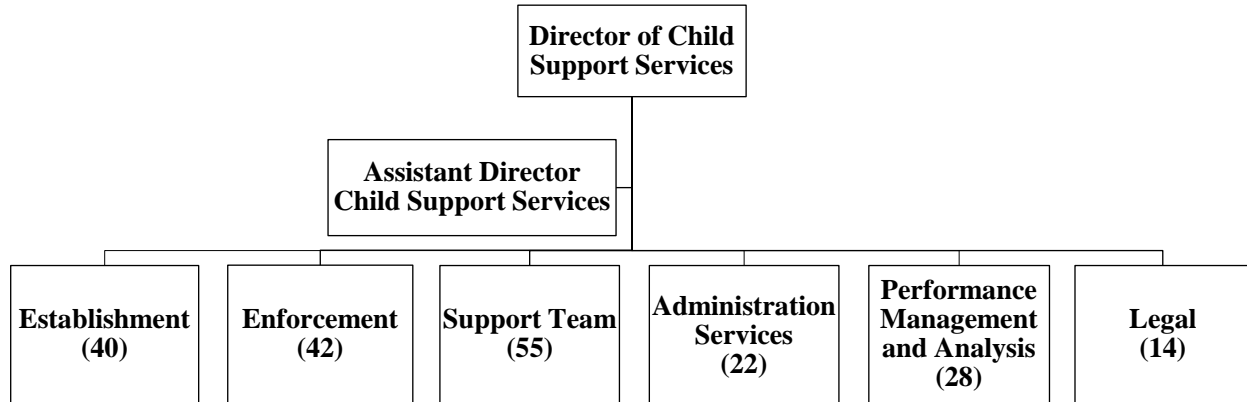 Director of Child
Support Services
Assistant Director
Child Support Services
Establishment
(40)
Enforcement
(42)
Support Team
(55)
Administration
Services
(22)
Performance
Management
and Analysis
(28)
Legal
(14)